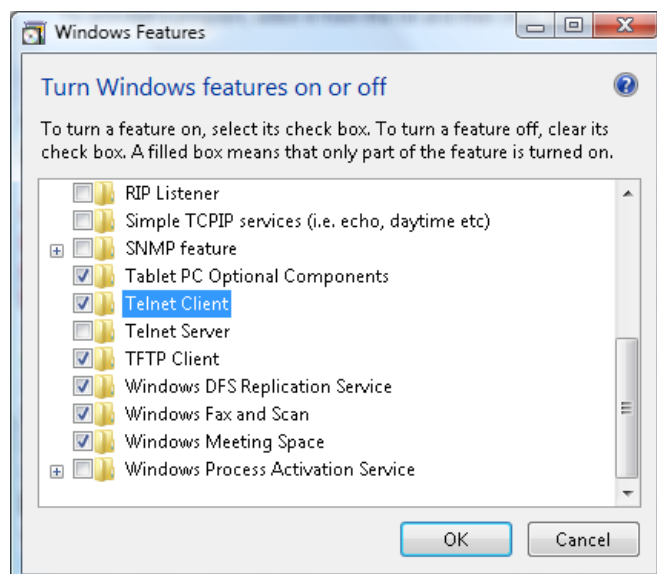 Windows Features
Turn Windows features on or off
To turn a feature on, select its check box. To turn a feature off, clear its
check box. A filled box means that only part of the feature is turned on.
RIP Listener
Simple TCPIP services (i.e. echo, daytime etc)
SNMP feature
Tablet PC Optional Components
Telnet Client
Telnet Server
TFTP Client
Windows DFS Replication Service
Windows Fax and Scan
Windows Meeting Space
Windows Process Activation Service
OK Cancel